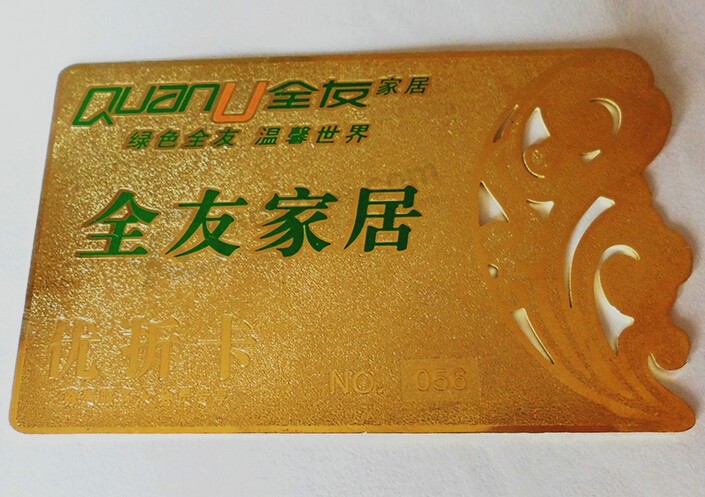 QuanU全友家居
绿色全友 温馨世界
全友家居
优折卡
NO. 056